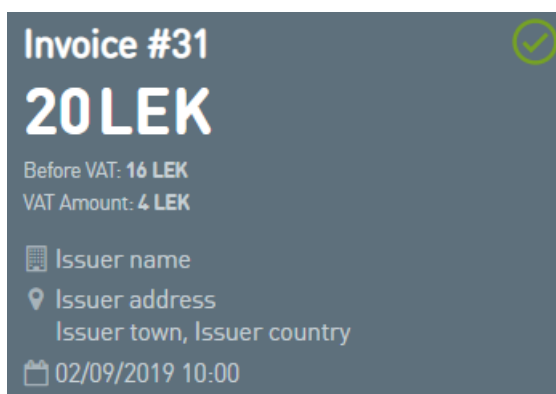 Invoice #31
20 LEK
Before VAT: 16 LEK
VAT Amount: 4 LEK
Issuer name
Issuer address
Issuer town, Issuer country
02/09/2019 10:00